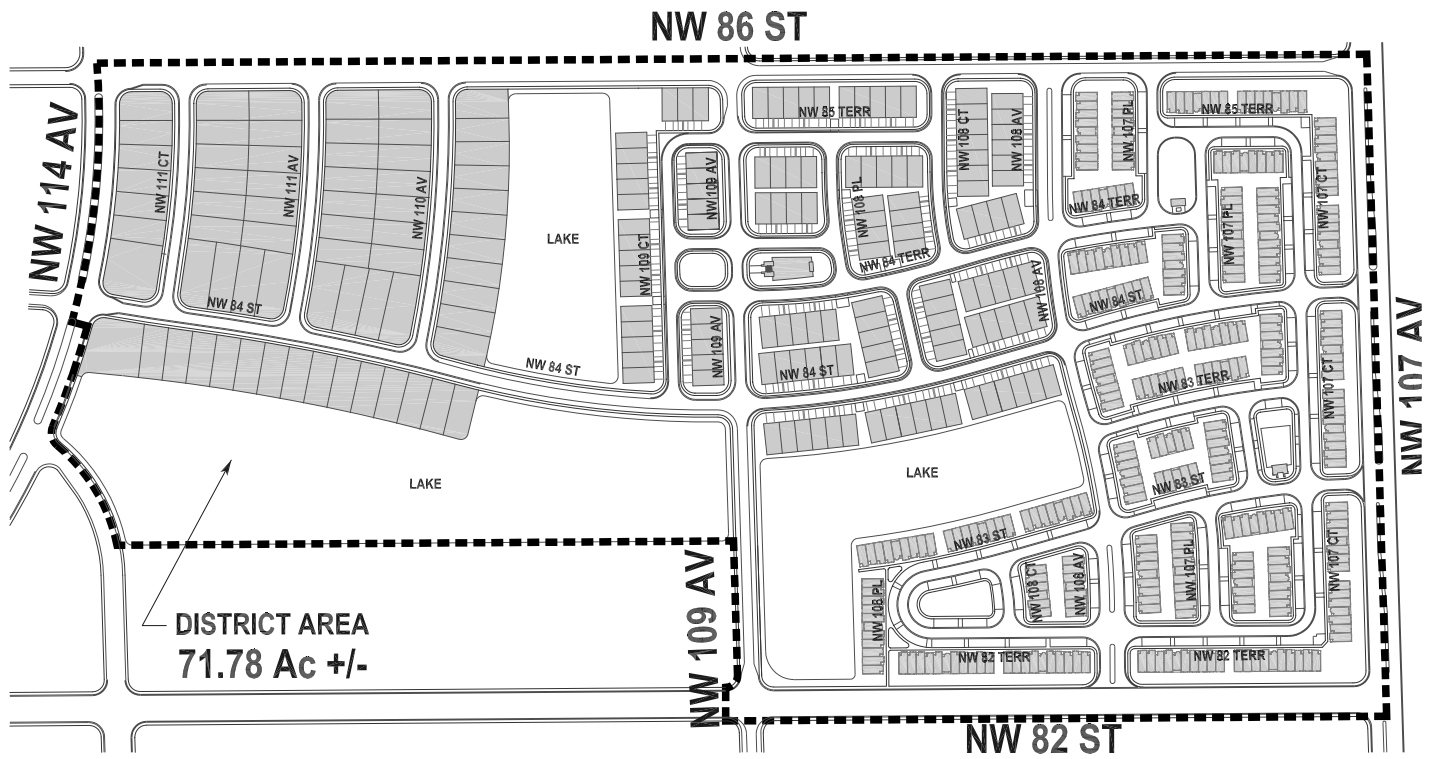 NW 86 ST
NW 114 AV
NW 111 CT
NW 111 AV
NW 110 AV
NW 84 ST
LAKE
NW 109 CT
NW 109 AV
NW 85 TERR
NW 108 PL
NW 84 TERR
NW 108 CT
NW 108 AV
NW 107 PL
NW 84 TERR
NW 85 TERR
NW 107 CT
NW 107 PL
NW 84 ST
NW 109 AV
NW 84 ST
NW 108 AV
NW 84 ST
NW 83 TERR
NW 107 CT
NW 107 AV
LAKE
LAKE
NW 83 ST
NW 83 ST
NW 109 AV
NW 108 PL
NW 108 CT
NW 108 AV
NW 107 PL
NW 107 CT
NW 82 TERR
NW 82 TERR
DISTRICT AREA
71.78 Ac +/-
NW 82 ST